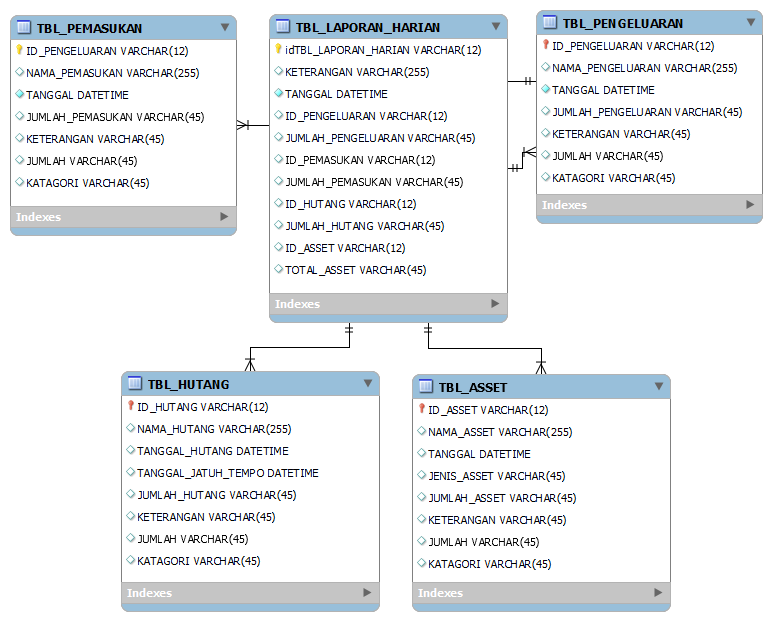 TBL_PEMASUKAN
ID_PENGELUARAN VARCHAR(12)
NAMA_PEMASUKAN VARCHAR(255)
TANGGAL DATETIME
JUMLAH_PEMASUKAN VARCHAR(45)
KETERANGAN VARCHAR(45)
JUMLAH VARCHAR(45)
KATAGORI VARCHAR(45)
Indexes
TBL_LAPORAN_HARIAN
idTBL_LAPORAN_HARIAN VARCHAR(12)
KETERANGAN VARCHAR(255)
TANGGAL DATETIME
ID_PENGELUARAN VARCHAR(12)
JUMLAH_PENGELUARAN VARCHAR(45)
ID_PEMASUKAN VARCHAR(12)
JUMLAH_PEMASUKAN VARCHAR(45)
ID_HUTANG VARCHAR(12)
JUMLAH_HUTANG VARCHAR(45)
ID_ASSET VARCHAR(12)
TOTAL_ASSET VARCHAR(45)
Indexes
TBL_PENGELUARAN
ID_PENGELUARAN VARCHAR(12)
NAMA_PENGELUARAN VARCHAR(255)
TANGGAL DATETIME
JUMLAH_PENGELUARAN VARCHAR(45)
KETERANGAN VARCHAR(45)
JUMLAH VARCHAR(45)
KATAGORI VARCHAR(45)
Indexes
TBL_HUTANG
ID_HUTANG VARCHAR(12)
NAMA_HUTANG VARCHAR(255)
TANGGAL_HUTANG DATETIME
TANGGAL_JATUH_TEMPO DATETIME
JUMLAH_HUTANG VARCHAR(45)
KETERANGAN VARCHAR(45)
JUMLAH VARCHAR(45)
KATAGORI VARCHAR(45)
Indexes
TBL_ASSET
ID_ASSET VARCHAR(12)
NAMA_ASSET VARCHAR(255)
TANGGAL DATETIME
JENIS_ASSET VARCHAR(45)
JUMLAH_ASSET VARCHAR(45)
KETERANGAN VARCHAR(45)
JUMLAH VARCHAR(45)
KATAGORI VARCHAR(45)
Indexes